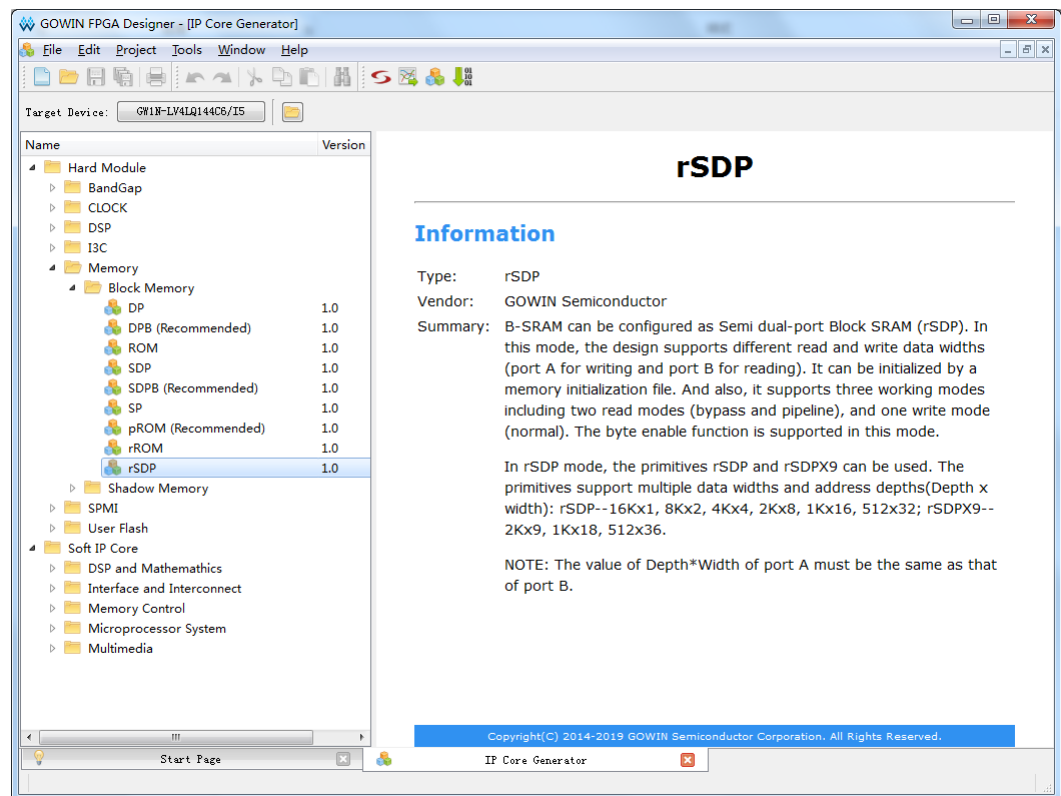 GOWIN FPGA Designer - [IP Core Generator]
File Edit Project Tools Window Help
Target Device: GW1N-LV4LQ144C6/I5
Name Version
Hard Module
BandGap
CLOCK
DSP
I3C
Memory
Block Memory
DP 1.0
DPB (Recommended) 1.0
ROM 1.0
SDP 1.0
SDPB (Recommended) 1.0
SP 1.0
pROM (Recommended) 1.0
rROM 1.0
rSDP 1.0
Shadow Memory
SPMI
User Flash
Soft IP Core
DSP and Mathemathics
Interface and Interconnect
Memory Control
Microprocessor System
Multimedia
rSDP
Information
Type: rSDP
Vendor: GOWIN Semiconductor
Summary: B-SRAM can be configured as Semi dual-port Block SRAM (rSDP). In
this mode, the design supports different read and write data widths
(port A for writing and port B for reading). It can be initialized by a
memory initialization file. And also, it supports three working modes
including two read modes (bypass and pipeline), and one write mode
(normal). The byte enable function is supported in this mode.
In rSDP mode, the primitives rSDP and rSDPX9 can be used. The
primitives support multiple data widths and address depths(Depth x
width): rSDP--16Kx1, 8Kx2, 4Kx4, 2Kx8, 1Kx16, 512x32; rSDPX9--
2Kx9, 1Kx18, 512x36.
NOTE: The value of Depth*Width of port A must be the same as that
of port B.
Copyright(C) 2014-2019 GOWIN Semiconductor Corporation. All Rights Reserved.
Start Page
IP Core Generator